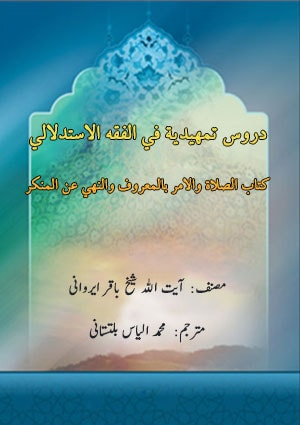 دروس تمهيدية في الفقه الاستدلالي
كتاب الصلاة والامر بالمعروف والنهي عن المنكر
مصنف: آیت اللہ شیخ باقر ایروانی
مترجم: محمد الیاس بلتستانی